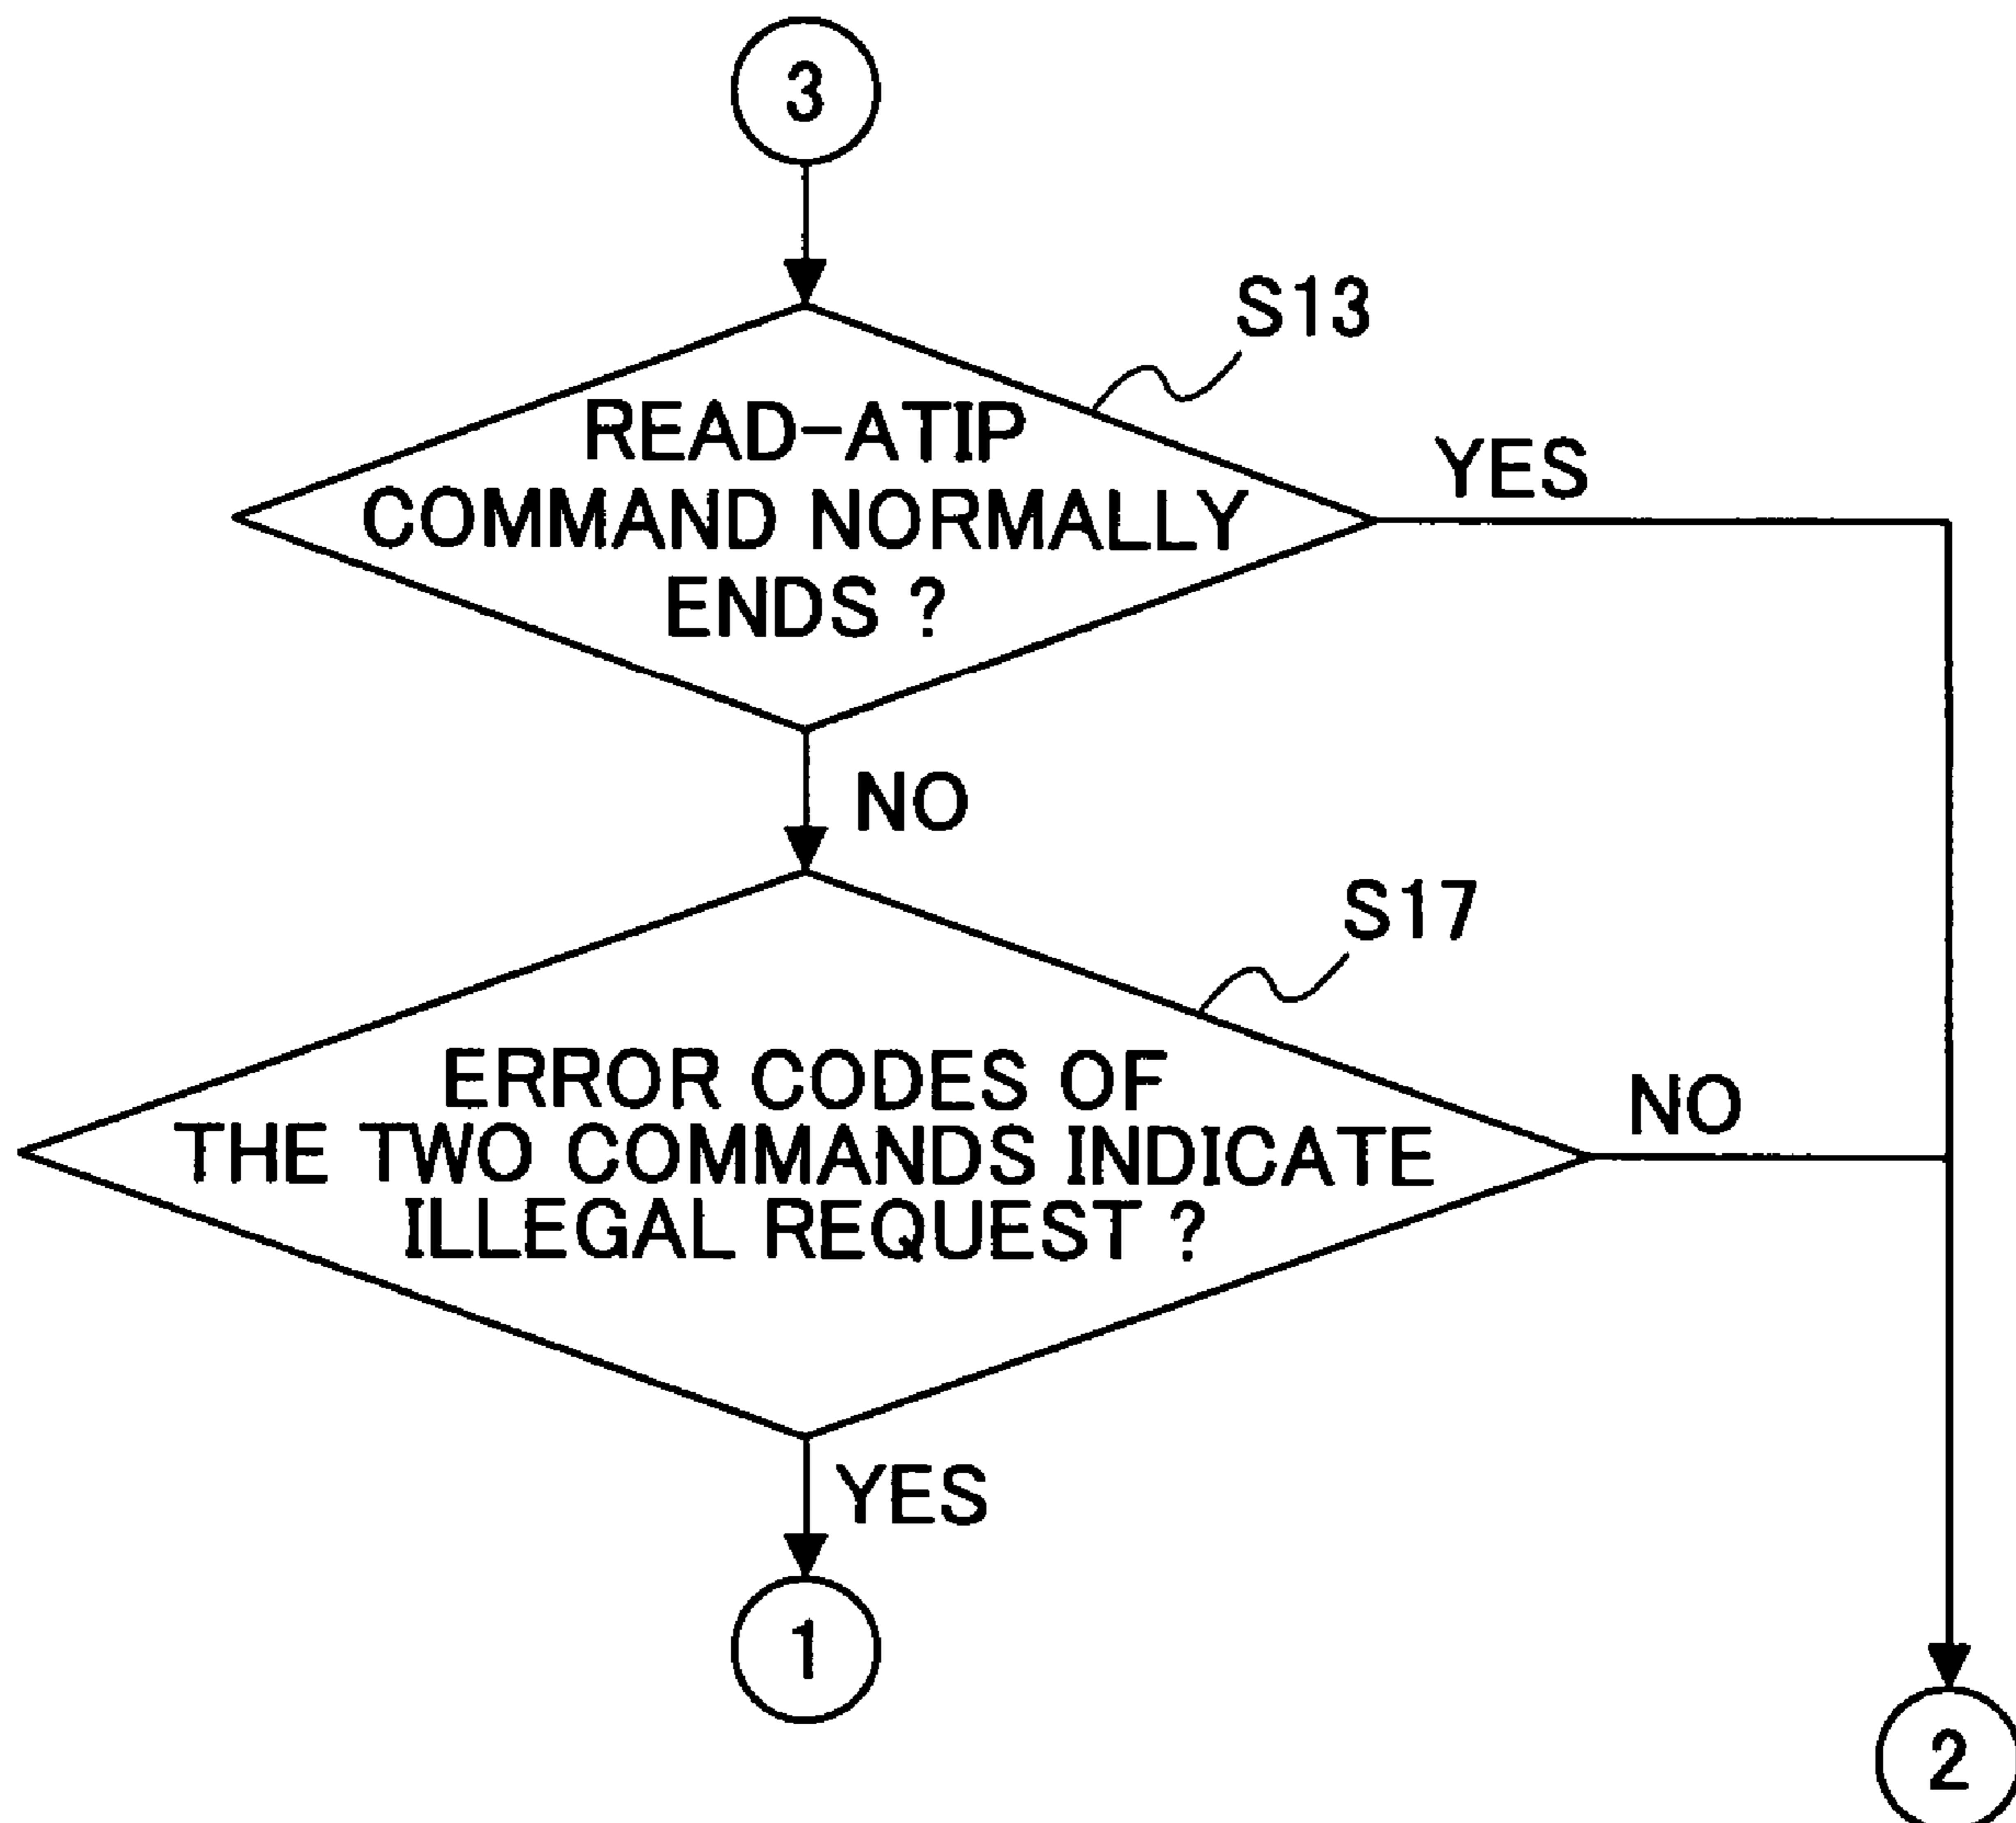 3
S13
READ-ATIP
COMMAND NORMALLY
ENDS ?
YES
NO
S17
ERROR CODES OF
THE TWO COMMANDS INDICATE
ILLEGAL REQUEST ?
NO
YES
1
2